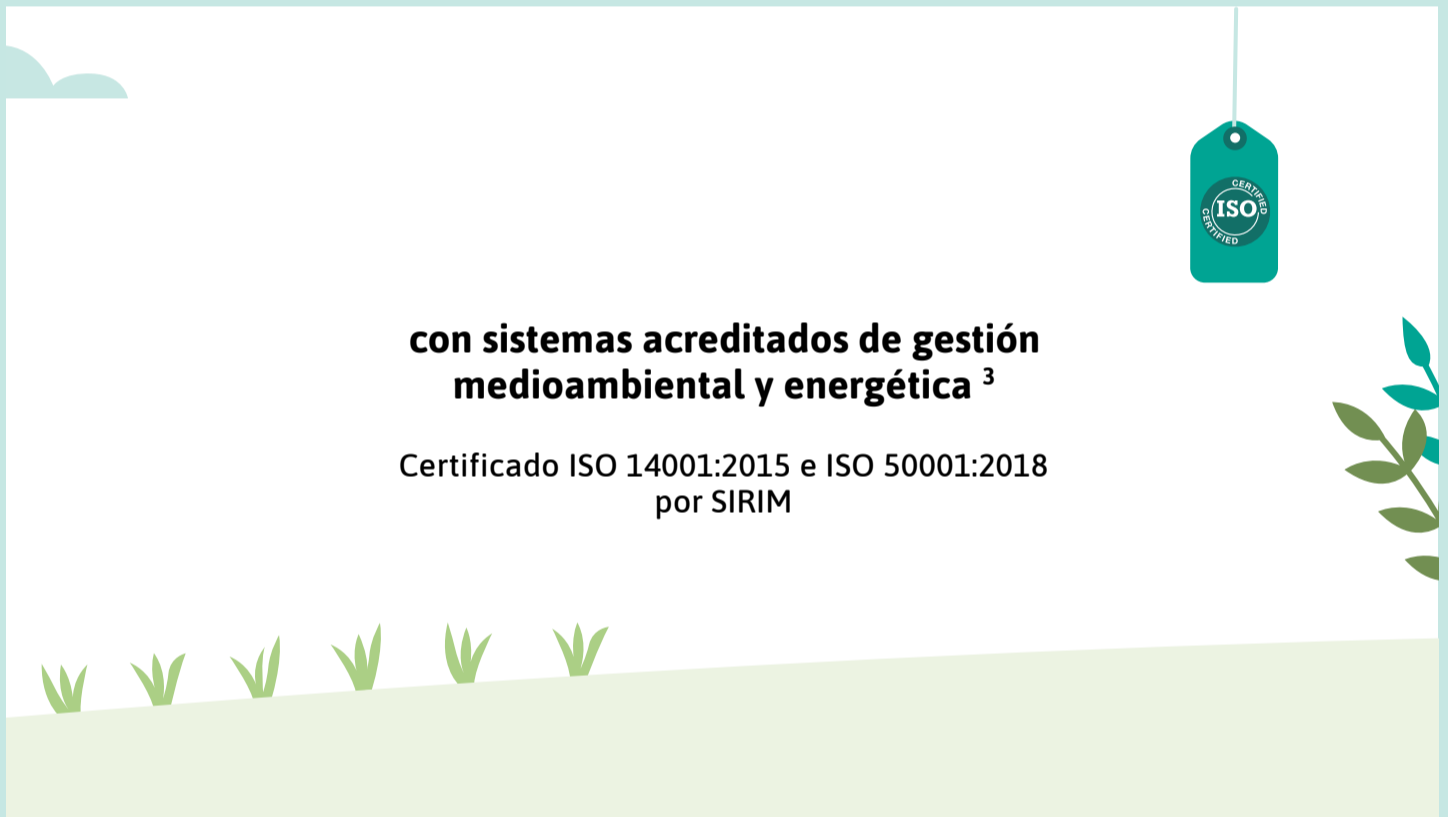 CERTIFIED
ISO
CERTIFIED
con sistemas acreditados de gestión
medioambiental y energética ³
Certificado ISO 14001:2015 e ISO 50001:2018
por SIRIM